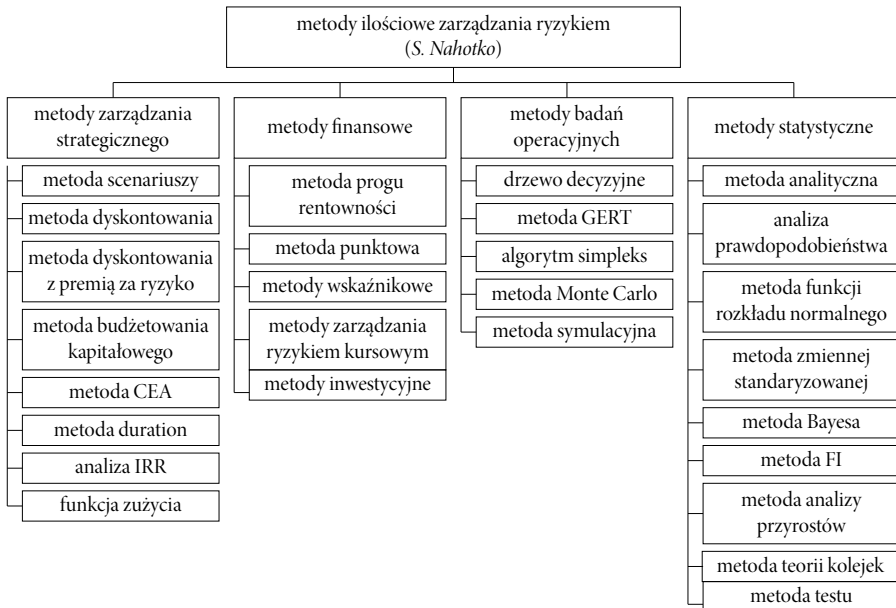 metody ilościowe zarządzania ryzykiem
(S. Nahotko)
metody zarządzania
strategicznego
metoda scenariuszy
metoda dyskontowania
metoda dyskontowania
z premią za ryzyko
metoda budżetowania
kapitałowego
metoda CEA
metoda duration
analiza IRR
funkcja zużycia
metody finansowe
metoda progu
rentowności
metoda punktowa
metody wskaźnikowe
metody zarządzania
ryzykiem kursowym
metody inwestycyjne
metody badań
operacyjnych
drzewo decyzyjne
metoda GERT
algorytm simpleks
metoda Monte Carlo
metoda symulacyjna
metody statystyczne
metoda analityczna
analiza
prawdopodobieństwa
metoda funkcji
rozkładu normalnego
metoda zmiennej
standaryzowanej
metoda Bayesa
metoda FI
metoda analizy
przyrostów
metoda teorii kolejek
metoda testu